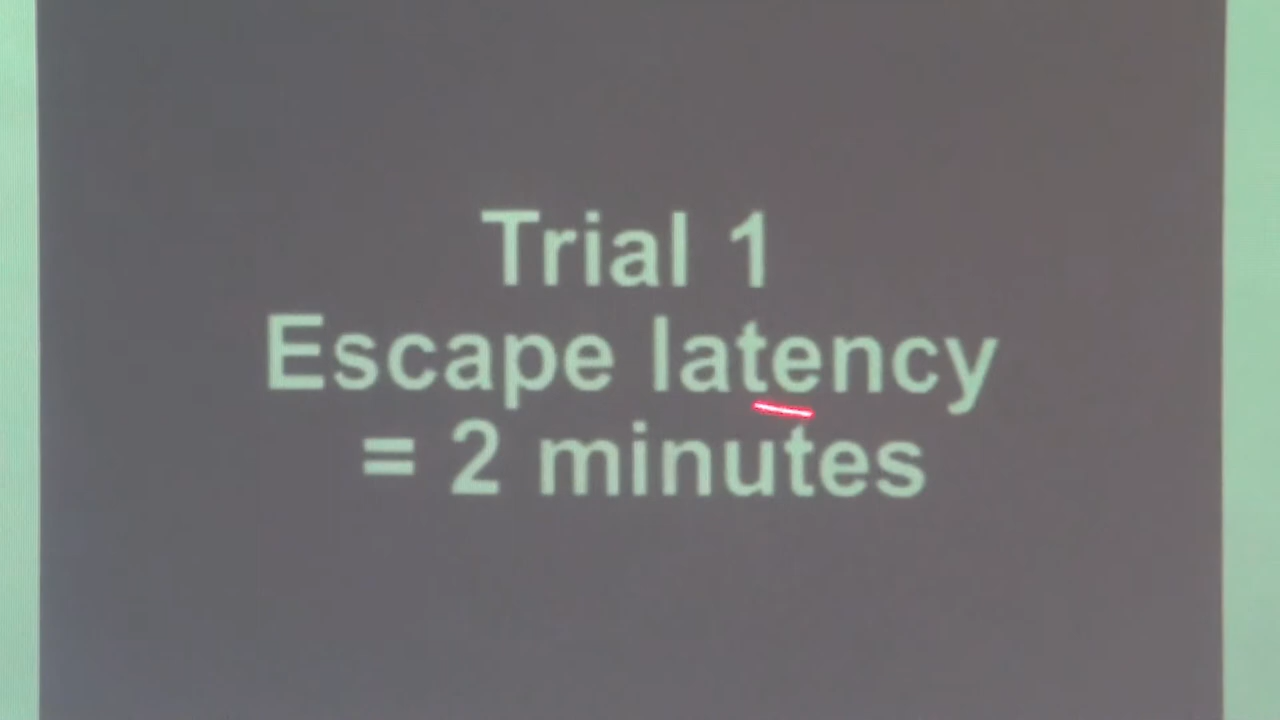 Trial 1
Escape latency
= 2 minutes